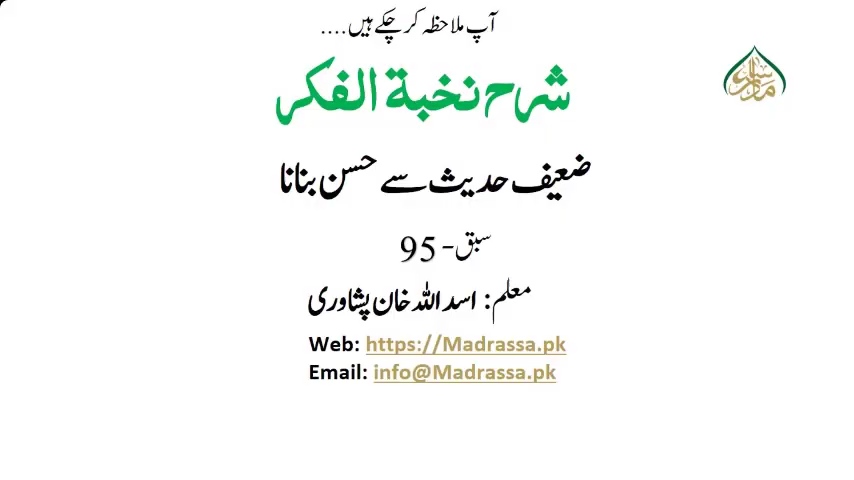 آپ ملاحظہ کر چکے ہیں....
شرح نخبة الفكر
ضعیف حدیث سے حسن بنانا
سبق- 95
معلم: اسد اللہ خان پشاوری
Web: https://Madrassa.pk
Email: info@Madrassa.pk